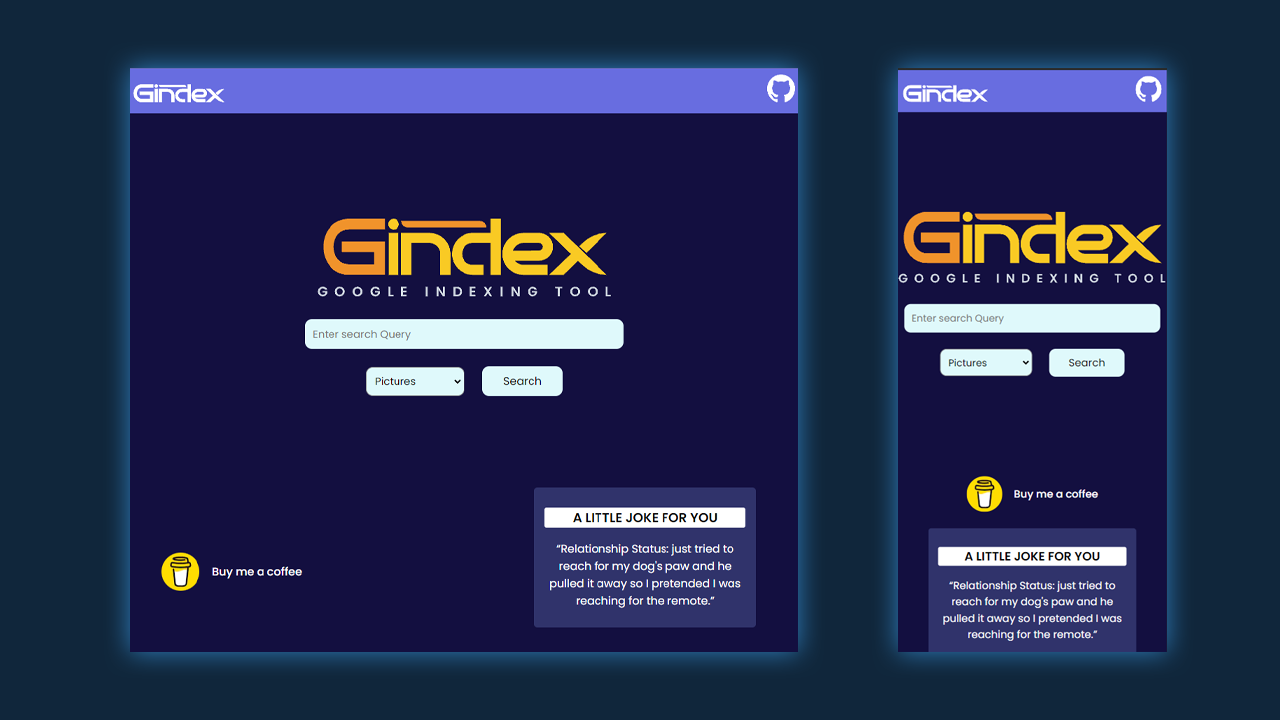 Gindex
Gindex
GOOGLE INDEXING TOOL
Enter search Query
Pictures
Search
Buy me a coffee
A LITTLE JOKE FOR YOU
“Relationship Status: just tried to
reach for my dog's paw and he
pulled it away so I pretended I was
reaching for the remote.”
Gindex
Gindex
GOOGLE INDEXING TOOL
Enter search Query
Pictures
Search
Buy me a coffee
A LITTLE JOKE FOR YOU
“Relationship Status: just tried to
reach for my dog's paw and he
pulled it away so I pretended I was
reaching for the remote.”